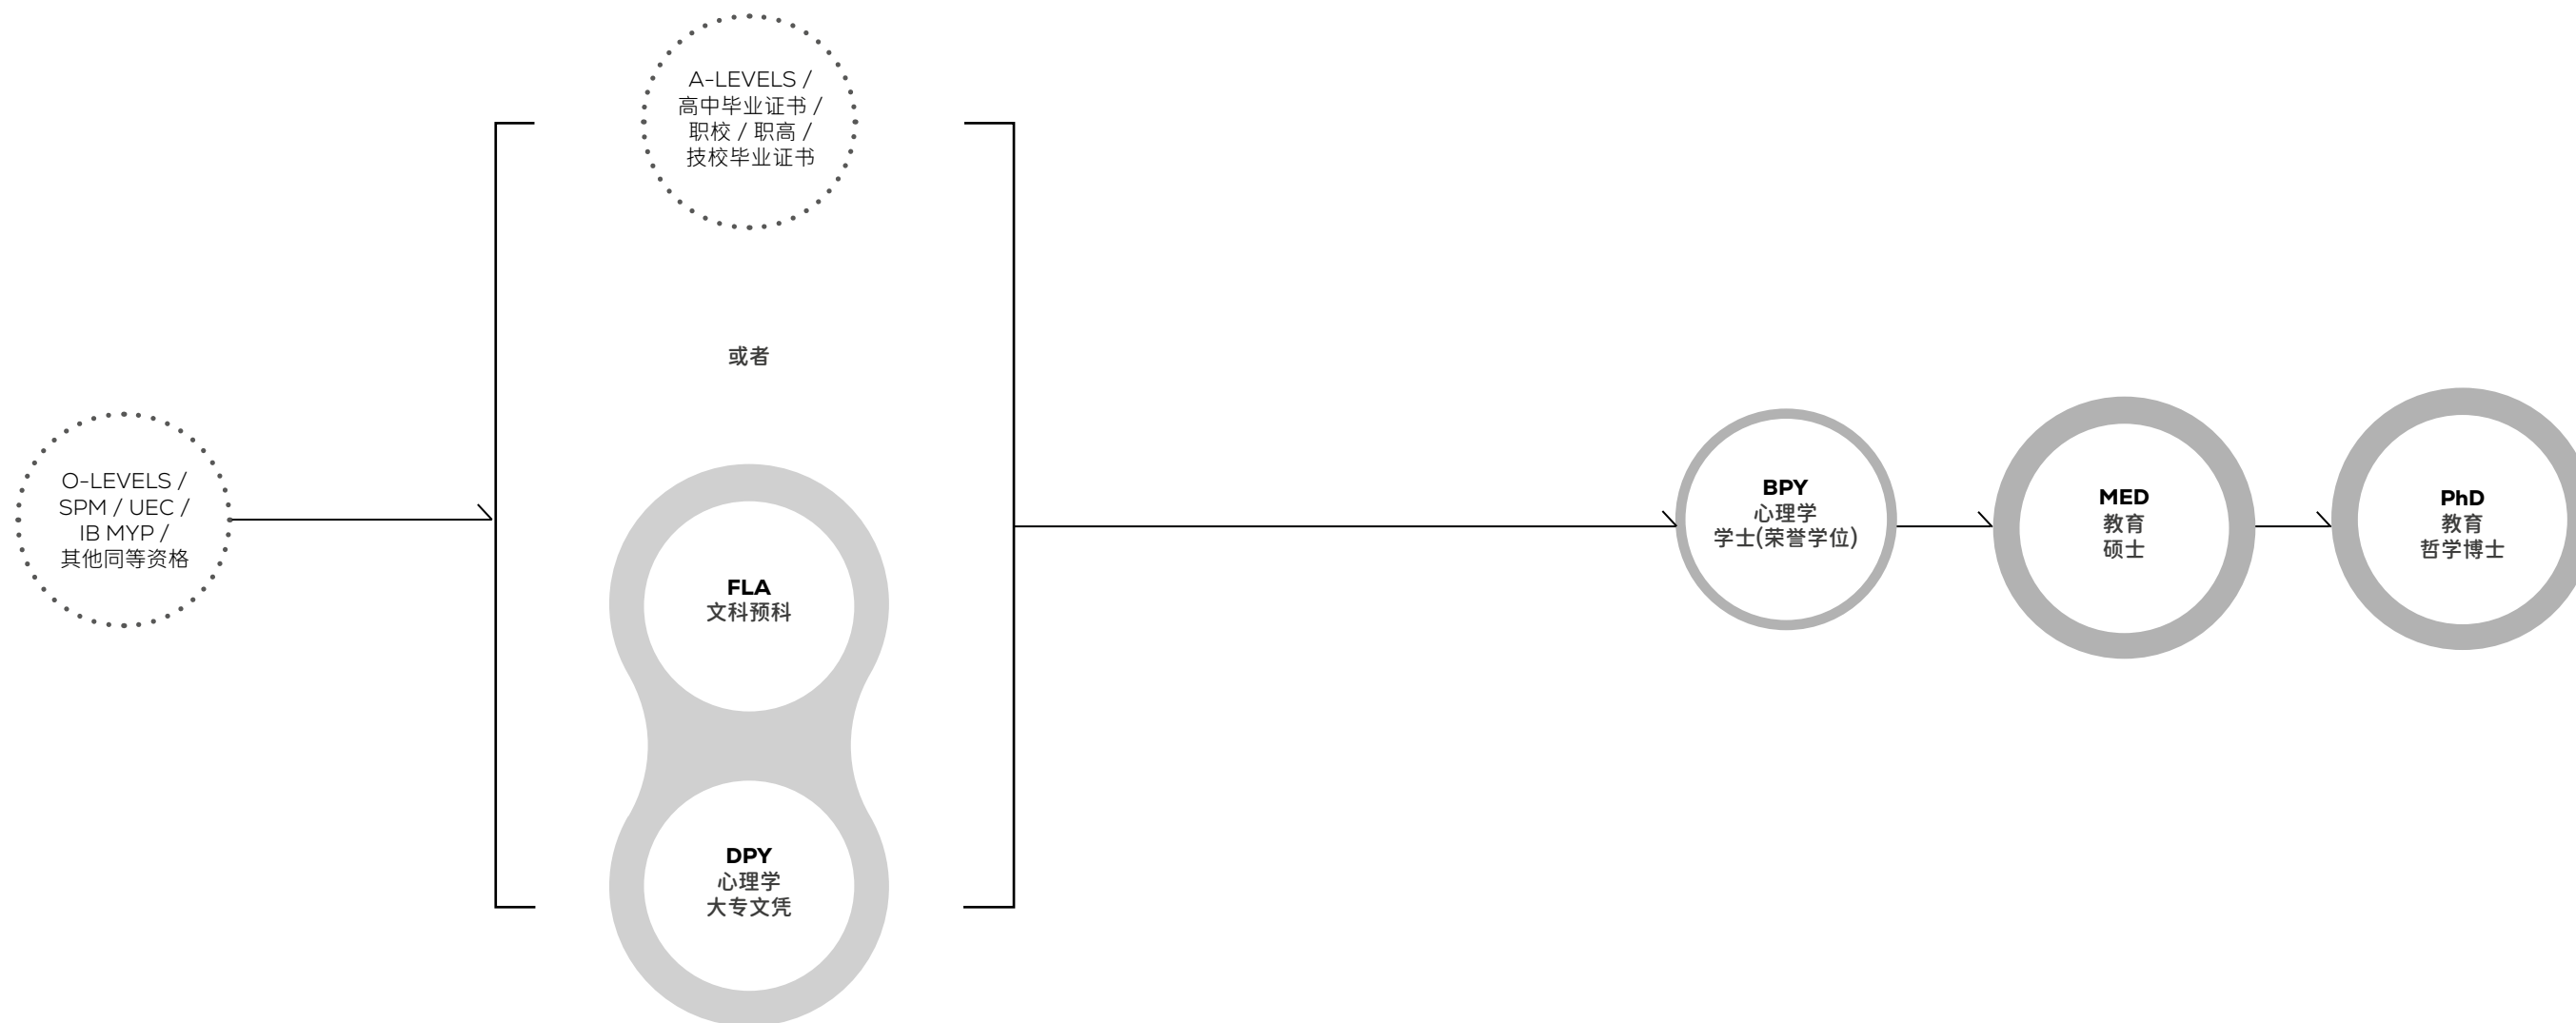 A-LEVELS /
高中毕业证书 /
职校 / 职高 /
技校毕业证书
或者
O-LEVELS /
SPM / UEC /
IB MYP /
其他同等资格
FLA
文科预科
DPY
心理学
大专文凭
BPY
心理学
学士(荣誉学位)
MED
教育
硕士
PhD
教育
哲学博士